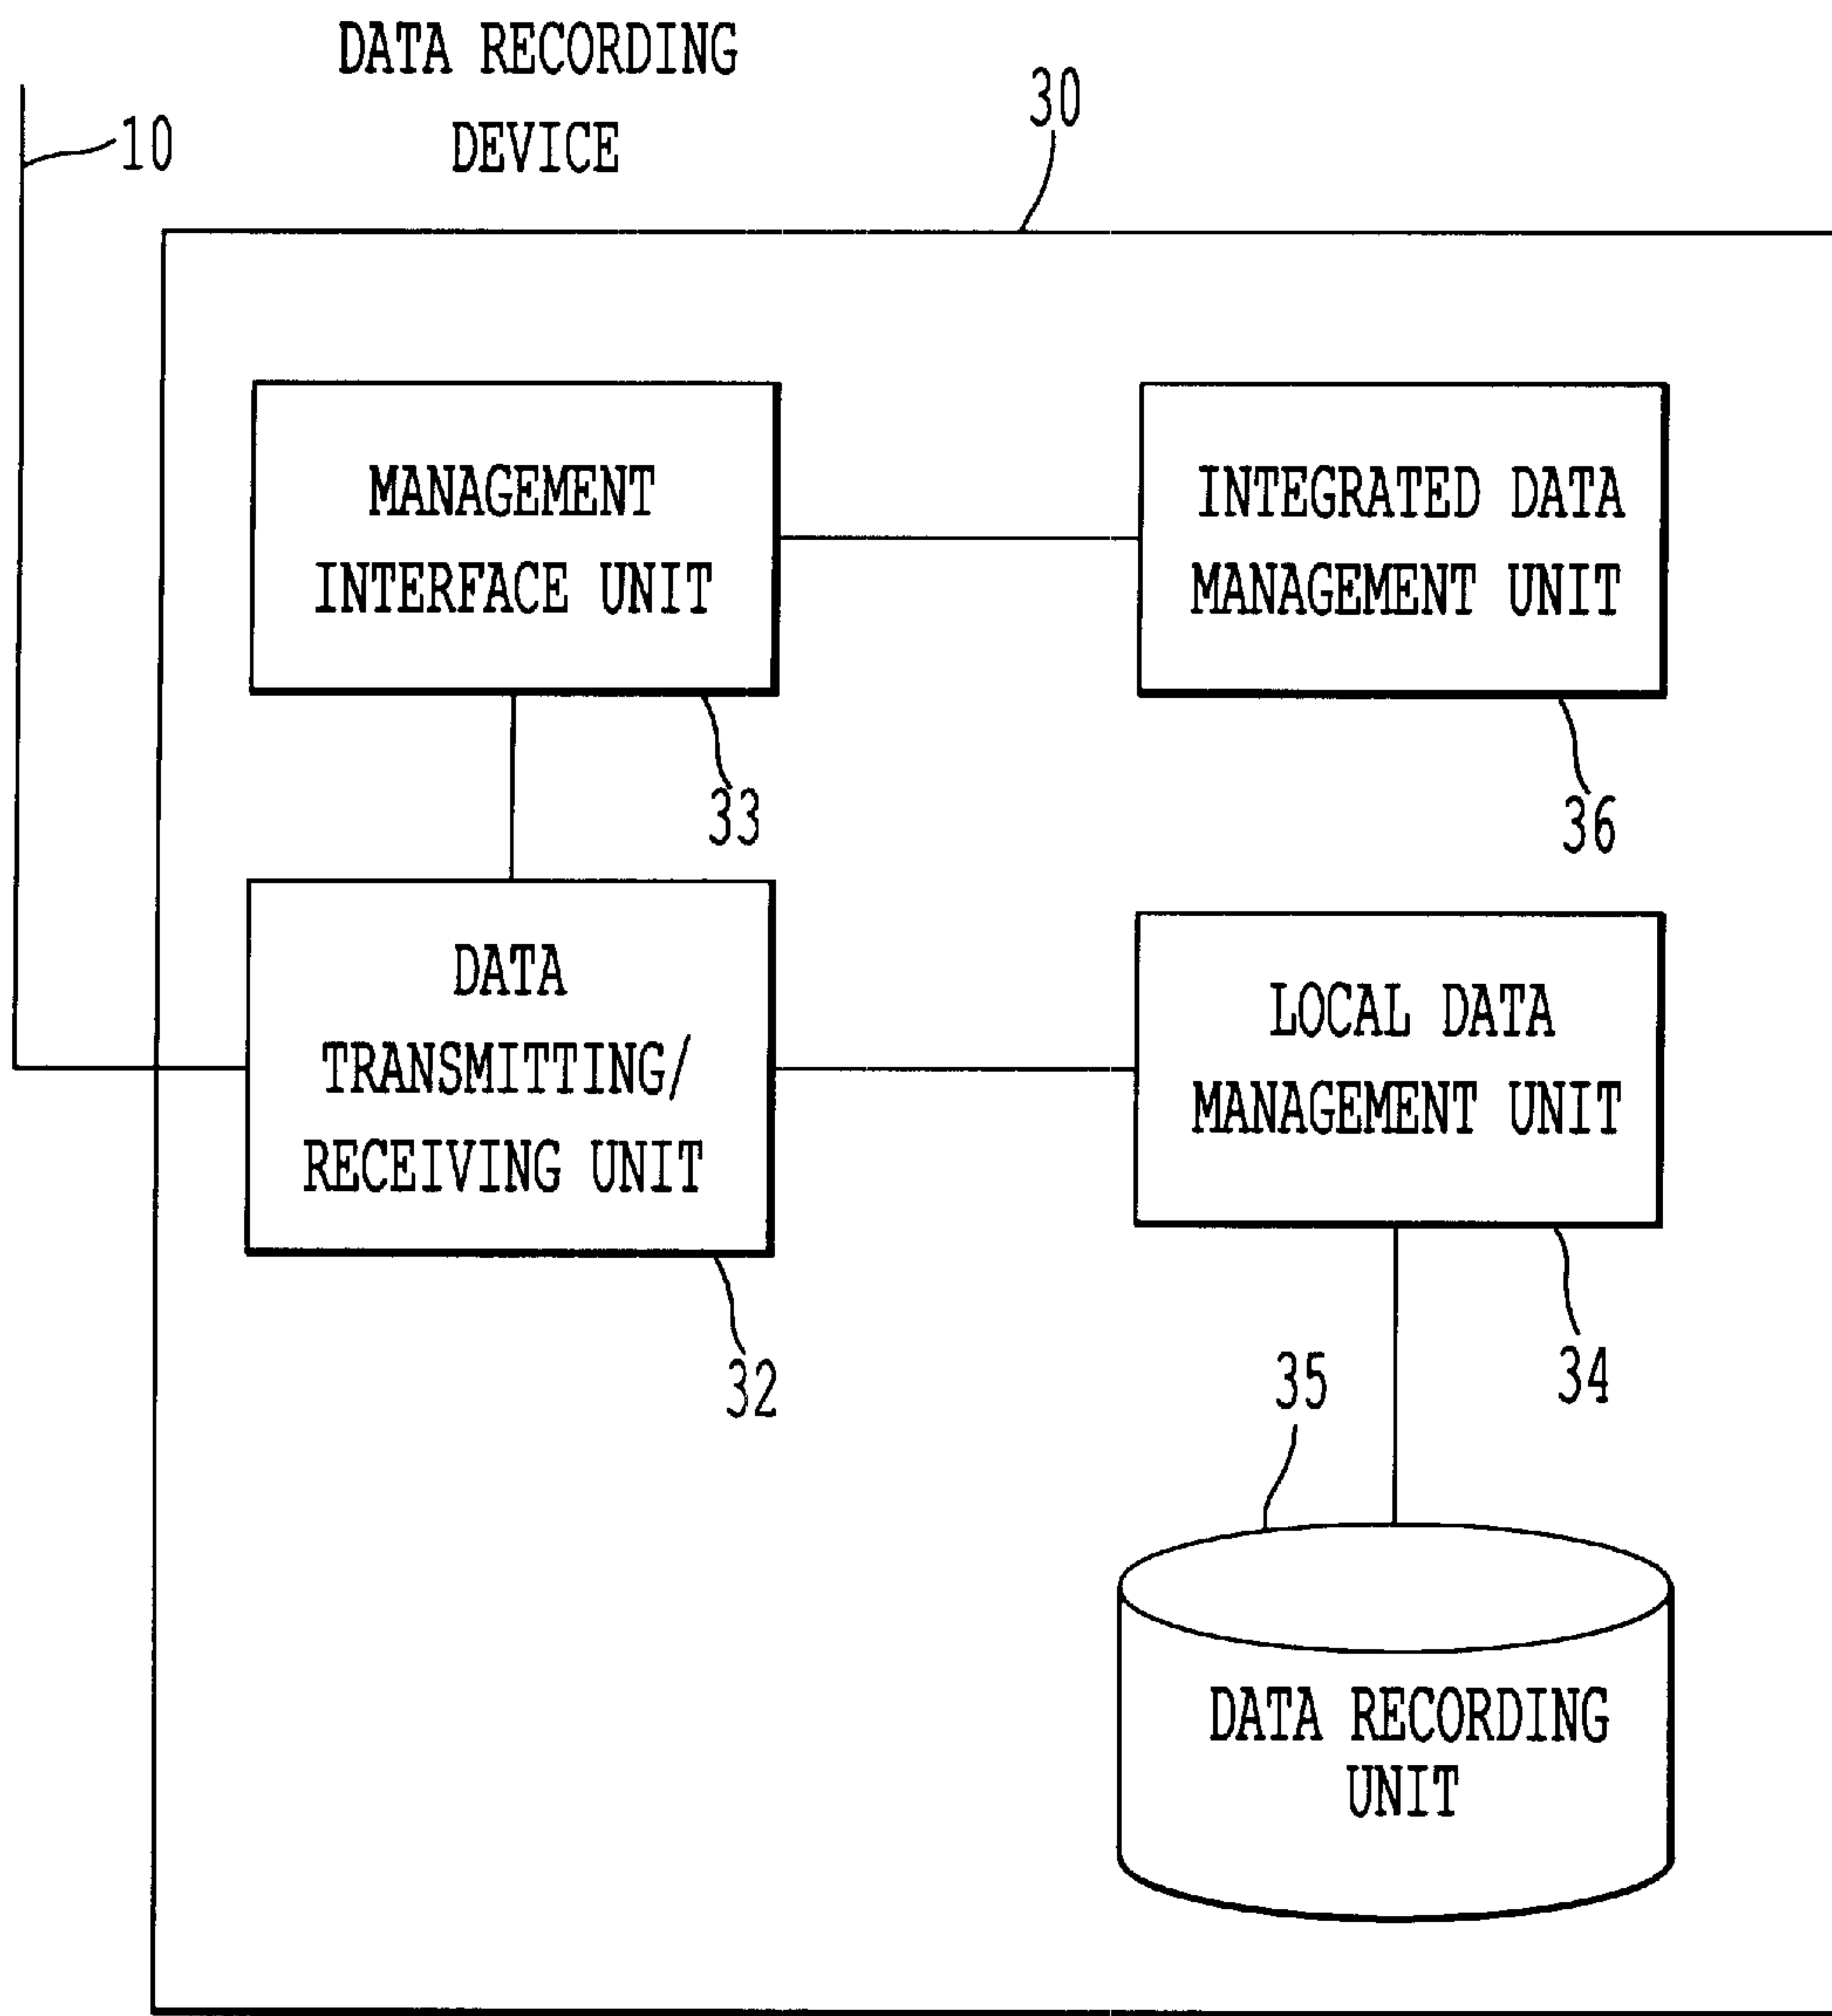 DATA RECORDING
DEVICE
10
30
MANAGEMENT
INTERFACE UNIT
33
INTEGRATED DATA
MANAGEMENT UNIT
36
DATA
TRANSMITTING/
RECEIVING UNIT
32
LOCAL DATA
MANAGEMENT UNIT
34
35
DATA RECORDING
UNIT